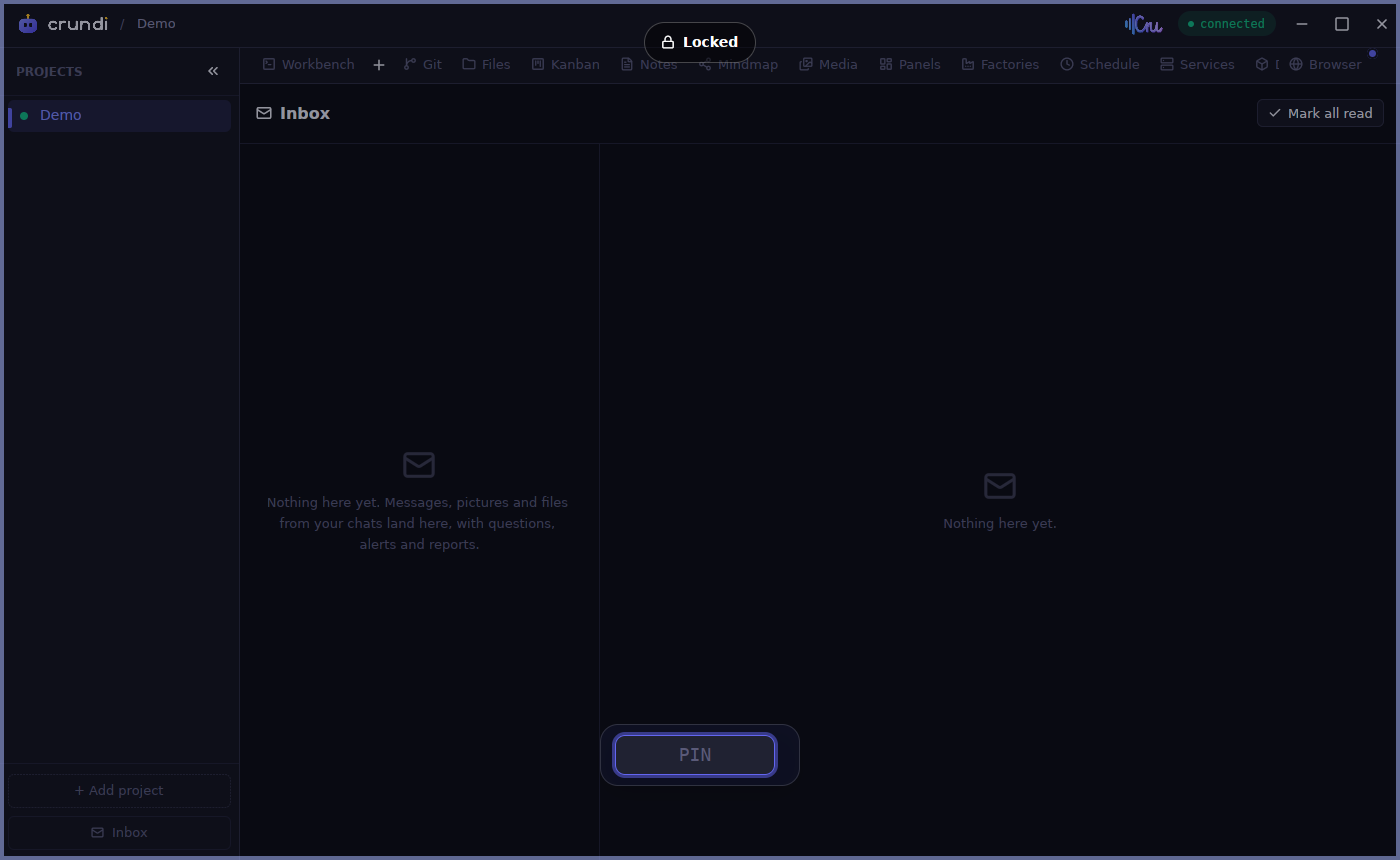 crundi / Demo
Cru
connected
Locked
PROJECTS
Workbench + Git Files Kanban Notes Mindmap Media Panels Factories Schedule Services Browser
Demo
Inbox
Mark all read
Nothing here yet. Messages, pictures and files
from your chats land here, with questions,
alerts and reports.
Nothing here yet.
PIN
+ Add project
Inbox